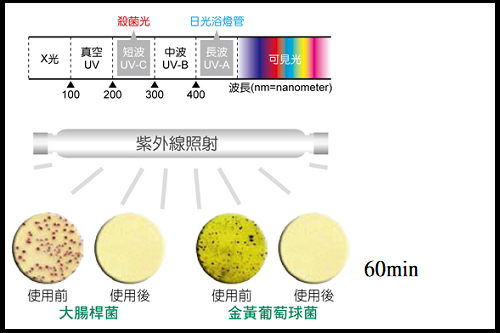 殺菌光 日光浴燈管
X光 真空 UV 短波 UV-C 中波 UV-B 長波 UV-A 可見光
100 200 300 400 波長(nm=nanometer)
紫外線照射
60min
使用前 使用後 使用前 使用後
大腸桿菌 金黃葡萄球菌